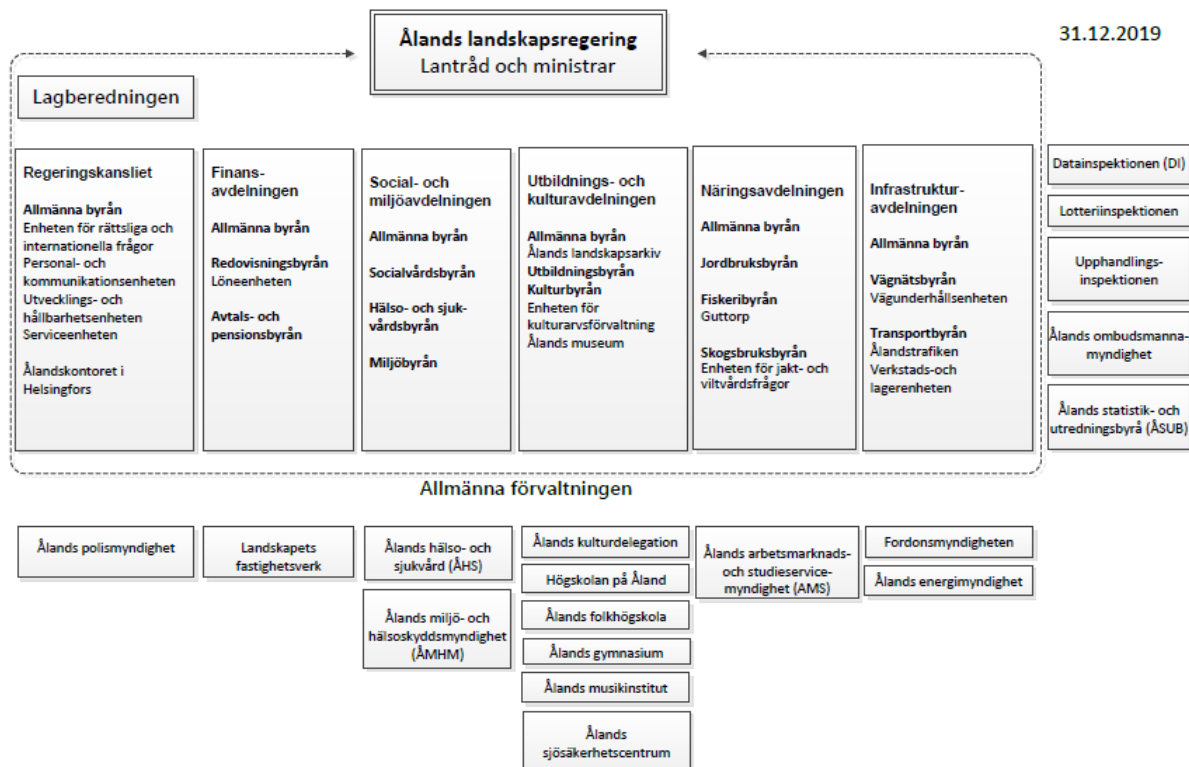 Ålands landskapsregering
Lantråd och ministrar
31.12.2019
Lagberedningen
Regeringskansliet
Allmänna byrån
Enheten för rättsliga och
internationella frågor
Personal- och
kommunikationsenheten
Utvecklings- och
hållbarhetsenheten
Serviceenheten
Ålandskontoret i
Helsingfors
Finans-
avdelningen
Allmänna byrån
Redovisningsbyrån
Löneenheten
Avtals- och
pensionsbyrån
Social- och
miljöavdelningen
Allmänna byrån
Socialvårdsbyrån
Hälso- och sjuk-
vårdsbyrån
Miljöbyrån
Utbildnings- och
kulturavdelningen
Allmänna byrån
Ålands landskapsarkiv
Utbildningsbyrån
Kulturbyrån
Enheten för
kulturarvsförvaltning
Ålands museum
Näringsavdelningen
Allmänna byrån
Jordbruksbyrån
Fiskeribyrån
Guttorp
Skogsbruksbyrån
Enheten för jakt- och
viltvårdsfrågor
Infrastruktur-
avdelningen
Allmänna byrån
Vägnätsbyrån
Vägunderhållsenheten
Transportbyrån
Ålandstrafiken
Verkstads-och
lagerenheten
Datainspektionen (DI)
Lotteriinspektionen
Upphandlings-
inspektionen
Ålands ombudsmanna-
myndighet
Ålands statistik- och
utredningsbyrå (ÅSUB)
Allmänna förvaltningen
Ålands polismyndighet
Landskapets
fastighetsverk
Ålands hälso- och
sjukvård (ÅHS)
Ålands miljö- och
hälsoskyddsmyndighet
(ÅMHM)
Ålands kulturdelegation
Högskolan på Åland
Ålands folkhögskola
Ålands gymnasium
Ålands musikinstitut
Ålands
sjösäkerhetscentrum
Ålands arbetsmarknads-
och studieservice-
myndighet (AMS)
Fordonsmyndigheten
Ålands energimyndighet